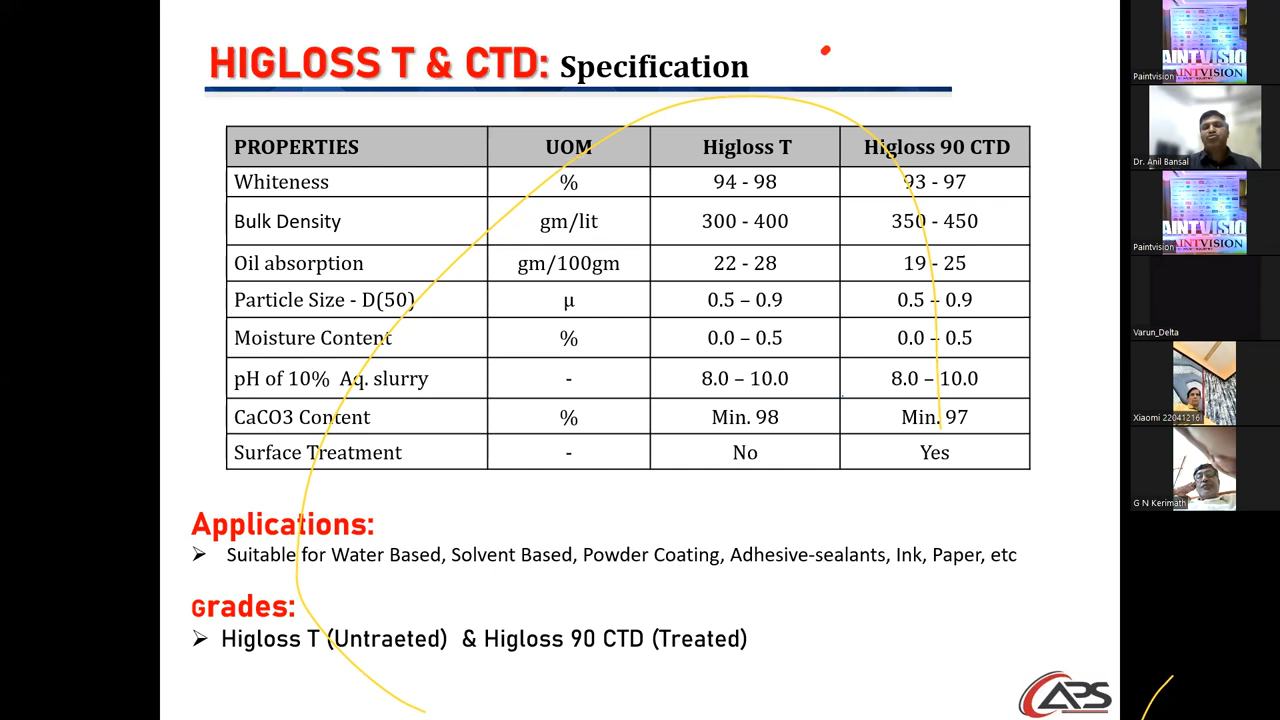 HIGLOSS T & CTD: Specification
PROPERTIES UOM Higloss T Higloss 90 CTD
Whiteness % 94 - 98 93 - 97
Bulk Density gm/lit 300 - 400 350 - 450
Oil absorption gm/100gm 22 - 28 19 - 25
Particle Size - D(50) µ 0.5 – 0.9 0.5 – 0.9
Moisture Content % 0.0 – 0.5 0.0 – 0.5
pH of 10% Aq. slurry - 8.0 – 10.0 8.0 – 10.0
CaCO3 Content % Min. 98 Min. 97
Surface Treatment - No Yes
Applications:
➢ Suitable for Water Based, Solvent Based, Powder Coating, Adhesive-sealants, Ink, Paper, etc
Grades:
➢ Higloss T (Untraeted) & Higloss 90 CTD (Treated)
APS
AINTVISION
PAINTVISION
Paintvision
Dr. Anil Bansal
AINTVISIO
AINTVISION
Paintvision
Varun_Delta
Xiaomi 22041216I
G N Kerimath